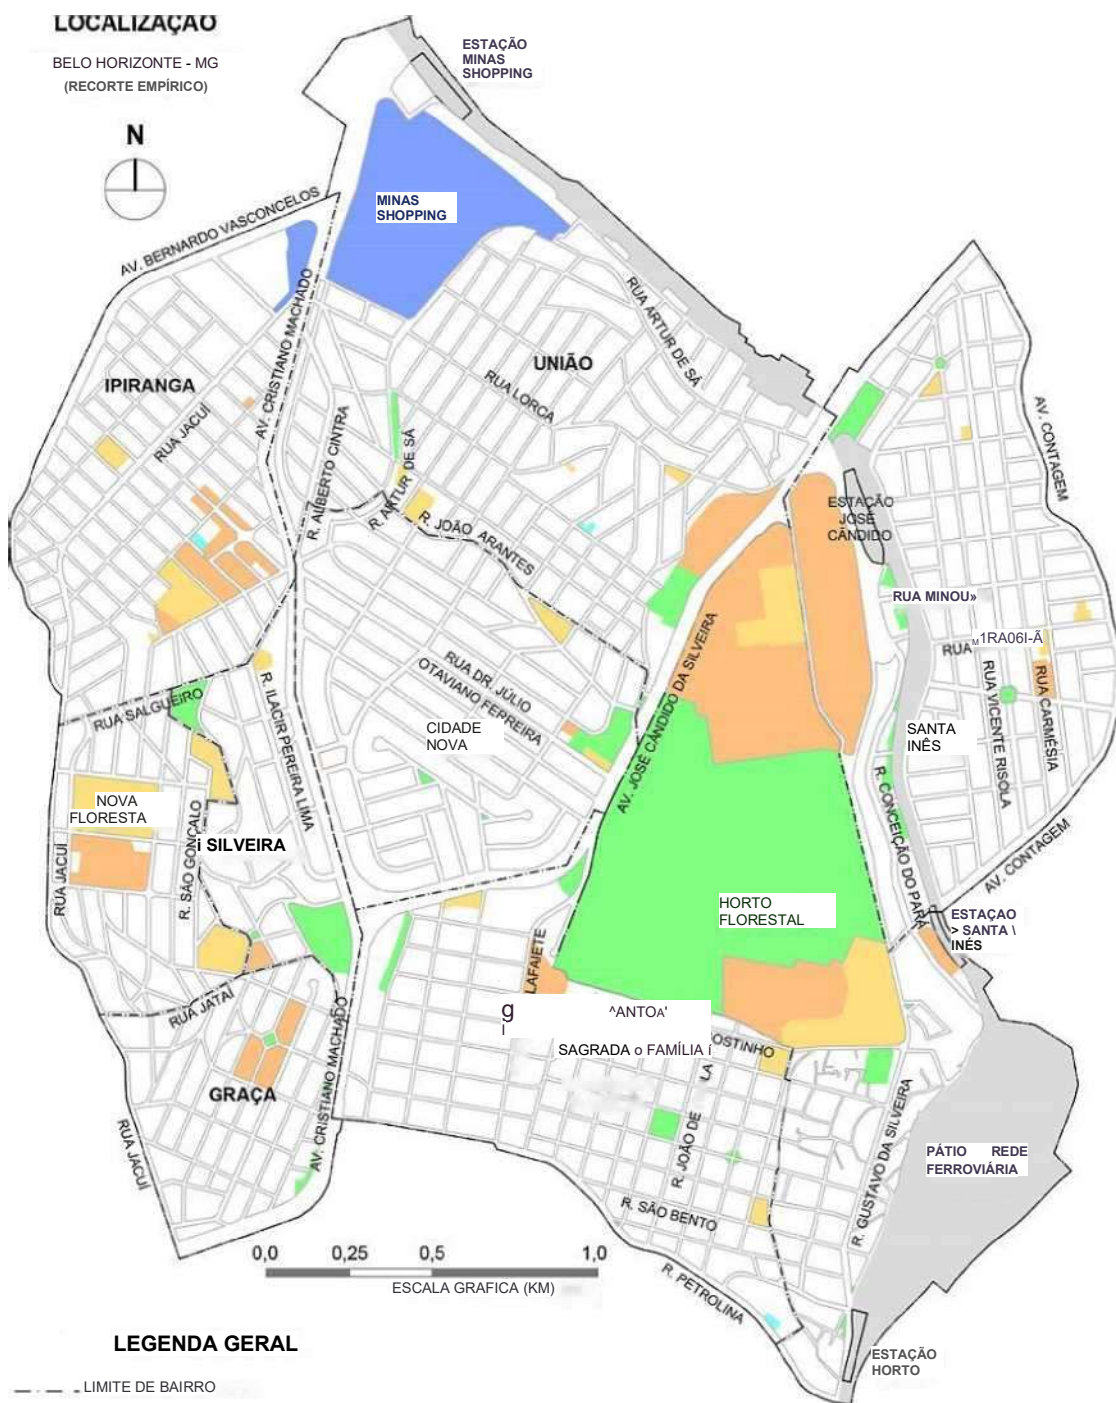 LOCALIZAÇÃO
BELO HORIZONTE - MG
(RECORTE EMPÍRICO)
N
ESTAÇÃO
MINAS
SHOPPING
MINAS
SHOPPING
AV. BERNARDO VASCONCELOS
AV. CRISTIANO MACHADO
RUA ARTUR DE SÁ
UNIÃO
IPIRANGA
RUA JACUÍ
RUA LORCA
R. ALBERTO CINTRA
R. ARTUR DE SÁ
R. JOÃO ARANTES
AV. CONTAGEM
ESTAÇÃO
JOSÉ
CÂNDIDO
RUA MINOU»
RUA M1RA06I-Ã
RUA VICENTE RISOLA
RUA CARMÉSIA
SANTA
INÊS
RUA DR. JÚLIO
OTAVIANO FERREIRA
CIDADE
NOVA
AV. JOSÉ CÂNDIDO DA SILVEIRA
RUA SALGUEIRO
R. ILACIR PEREIRA LIMA
NOVA
FLORESTA
R. SÃO GONÇALO
i SILVEIRA
RUA JACUÍ
R. CONCEIÇÃO DO PARÁ
AV. CONTAGEM
HORTO
FLORESTAL
ESTAÇAO
> SANTA \
INÉS
LAFAIETE
RUA JATAÍ
g
I
^ANTOA'
SAGRADA o FAMÍLIA í
OSTINHO
LA
GRAÇA
AV. CRISTIANO MACHADO
RUA JACUÍ
R. JOÃO DE
R. GUSTAVO DA SILVEIRA
PÁTIO REDE
FERROVIÁRIA
R. SÃO BENTO
R. PETROLINA
0,0 0,25 0,5 1,0
ESCALA GRAFICA (KM)
ESTAÇÃO
HORTO
LEGENDA GERAL
LIMITE DE BAIRRO